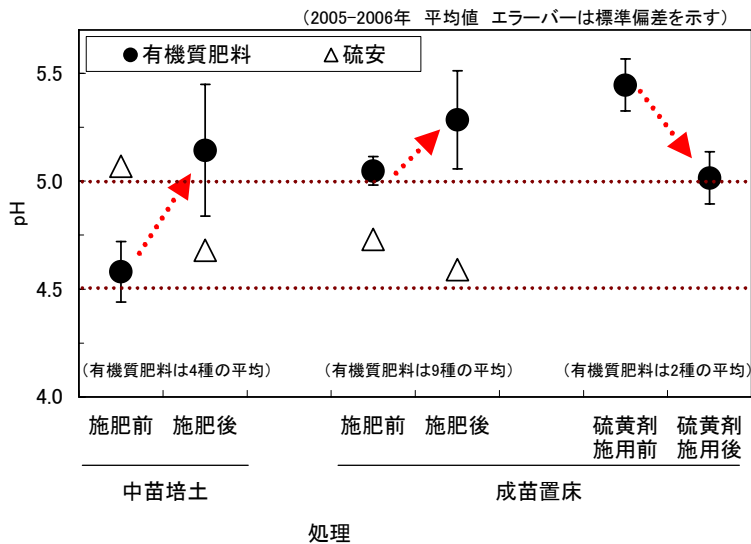 (2005-2006年 平均値 エラーバーは標準偏差を示す)
●有機質肥料 △硫安
5.5
5.0
4.5
4.0
pH
(有機質肥料は4種の平均) (有機質肥料は9種の平均) (有機質肥料は2種の平均)
施肥前 施肥後 施肥前 施肥後 硫黄剤 硫黄剤
施用前 施用後
中苗培土 成苗置床
処理